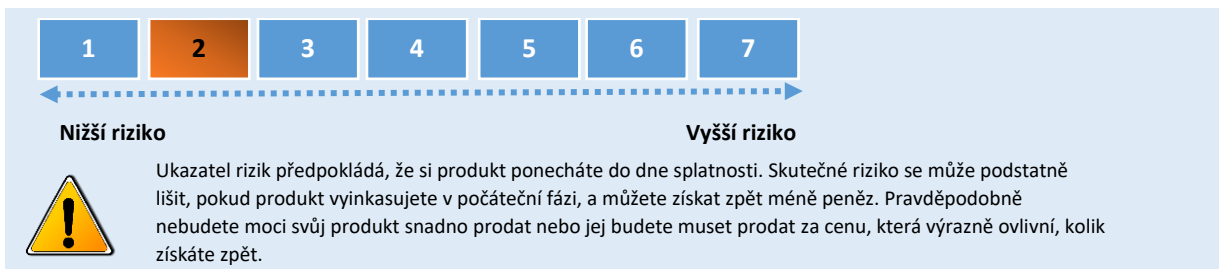 1 2 3 4 5 6 7
Nižší riziko Vyšší riziko
Ukazatel rizik předpokládá, že si produkt ponecháte do dne splatnosti. Skutečné riziko se může podstatně
lišit, pokud produkt vyinkasujete v počáteční fázi, a můžete získat zpět méně peněz. Pravděpodobně
nebudete moci svůj produkt snadno prodat nebo jej budete muset prodat za cenu, která výrazně ovlivní, kolik
získáte zpět.